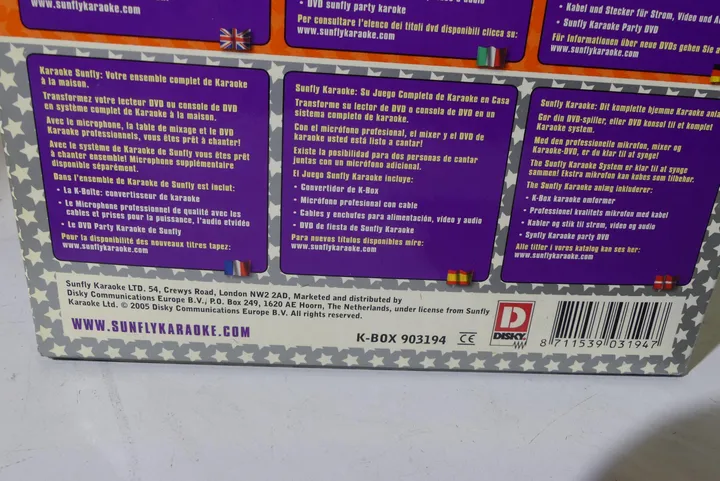 • DVD sunfly party karaoke
Per consultare l'elenco dei titoli dvd disponibili clicca su:
www.sunflykaraoke.com
• Kabel und Stecker für Strom, Video und
• Sunfly Karaoke Party DVD
Für Informationen über neue DVDs gehen Sie
www.sunflykaraoke.com
Karaoke Sunfly: Votre ensemble complet de Karaoke
à la maison.
Transformez votre lecteur DVD ou console de DVD
en système complet de Karaoke à la maison.
Avec le microphone, la table de mixage et le DVD
Karaoke professionnels, vous êtes prêt à chanter!
Avec le système de Karaoke de Sunfly vous êtes prêt
à chanter ensemble! Microphone supplémentaire
disponible séparément.
Dans l'ensemble de Karaoke de Sunfly est inclut:
• La K-Boîte: convertisseur de karaoke
• Le Microphone professionnel de qualité avec les
cables et prises pour la puissance, l'audio etvidéo
• Le DVD Party Karaoke de Sunfly
Pour la disponibilité des nouveaux titres tapez:
www.sunflykaraoke.com
Sunfly Karaoke: Su Juego Completo de Karaoke en Casa
Transforme su lector de DVD o consola de DVD en un
sistema completo de karaoke.
Con el micrófono profesional, el mixer y el DVD de
karaoke usted está listo a cantar!
Existe la posibilidad para dos personas de cantar
juntas con un micrófono adicional.
El Juego Sunfly Karaoke incluye:
• Convertidor de K-Box
• Micrófono profesional con cable
• Cables y enchufes para alimentación, video y audio
• DVD de fiesta de Sunfly Karaoke
Para nuevos títulos disponibles mire:
www.sunflykaraoke.com
Sunfly Karaoke: Dit komplette hjemme Karaoke
Gør din DVD-spiller, eller DVD konsol til et komplet
Karaoke system.
Med den professionelle mikrofon, mixer og
Karaoke-DVD, er du klar til at synge!
The Sunfly Karaoke System er klar til at synge
sammen! Ekstra mikrofon kan købes sam tilbehør.
The Sunfly Karaoke anlæg inkluderer:
• K-Box karaoke omformer
• Professionel kvalitets mikrofon med kabel
• Kabler og stik til strøm, video og audio
• Synfly Karaoke party DVD
Alle titler i vores katalog kan ses her:
www.sunflykaraoke.com
Sunfly Karaoke LTD. 54, Crewys Road, London NW2 2AD, Marketed and distributed by
Disky Communications Europe B.V., P.O. Box 249, 1620 AE Hoorn, The Netherlands, under license from Sunfly
Karaoke Ltd. © 2005 Disky Communications Europe B.V. All rights reserved.
WWW.SUNFLYKARAOKE.COM
K-BOX 903194 CE
D
DISKY
8 711539 031947